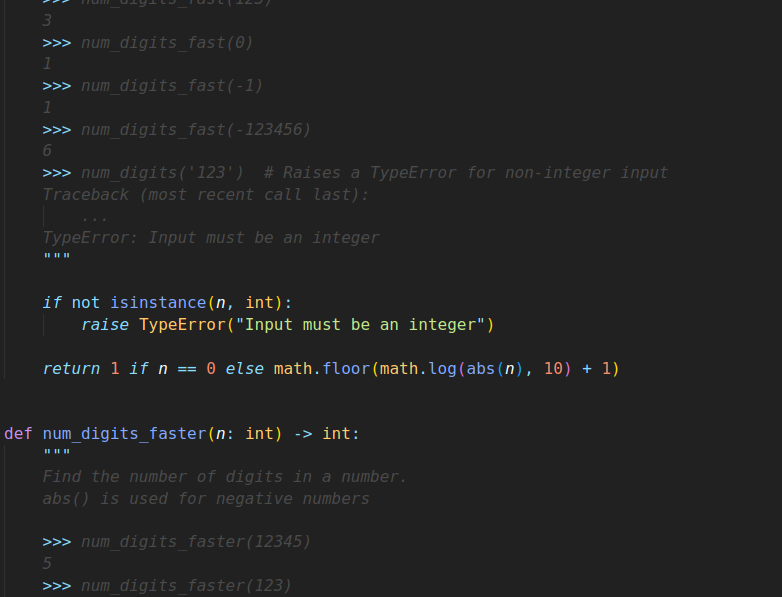 >>> num_digits_fast(123)
3
>>> num_digits_fast(0)
1
>>> num_digits_fast(-1)
1
>>> num_digits_fast(-123456)
6
>>> num_digits('123')  # Raises a TypeError for non-integer input
Traceback (most recent call last):
    ...
TypeError: Input must be an integer
"""
if not isinstance(n, int):
    raise TypeError("Input must be an integer")
return 1 if n == 0 else math.floor(math.log(abs(n), 10) + 1)
def num_digits_faster(n: int) -> int:
"""
Find the number of digits in a number.
abs() is used for negative numbers
>>> num_digits_faster(12345)
5
>>> num_digits_faster(123)